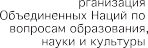 рганизация
Объединенных Наций по
вопросам образования,
науки и культуры